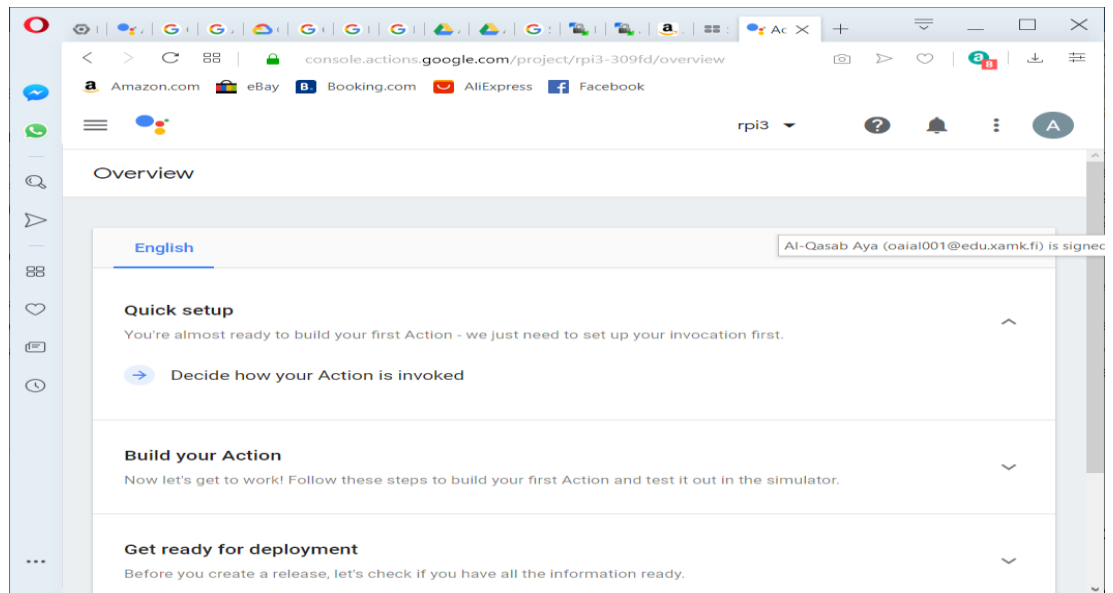 Ac
console.actions.google.com/project/rpi3-309fd/overview
Amazon.com eBay Booking.com AliExpress Facebook
rpi3
A
Overview
English
Al-Qasab Aya (oaial001@edu.xamk.fi) is signed
Quick setup
You're almost ready to build your first Action - we just need to set up your invocation first.
Decide how your Action is invoked
Build your Action
Now let's get to work! Follow these steps to build your first Action and test it out in the simulator.
Get ready for deployment
Before you create a release, let's check if you have all the information ready.